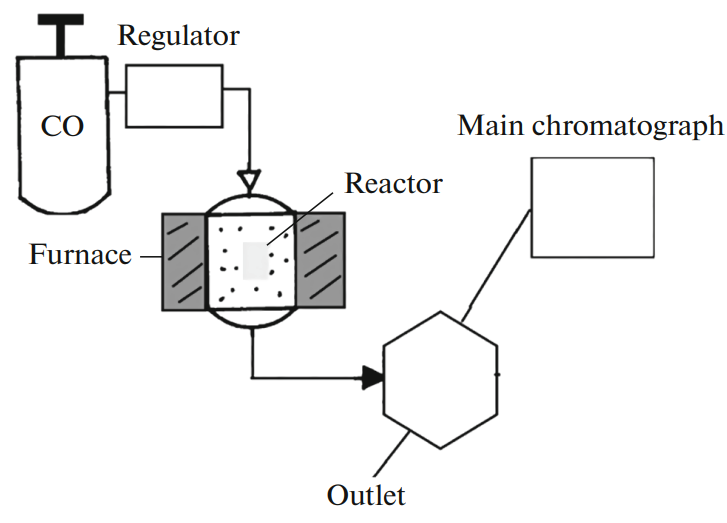 Regulator
CO
Main chromatograph
Reactor
Furnace
Outlet